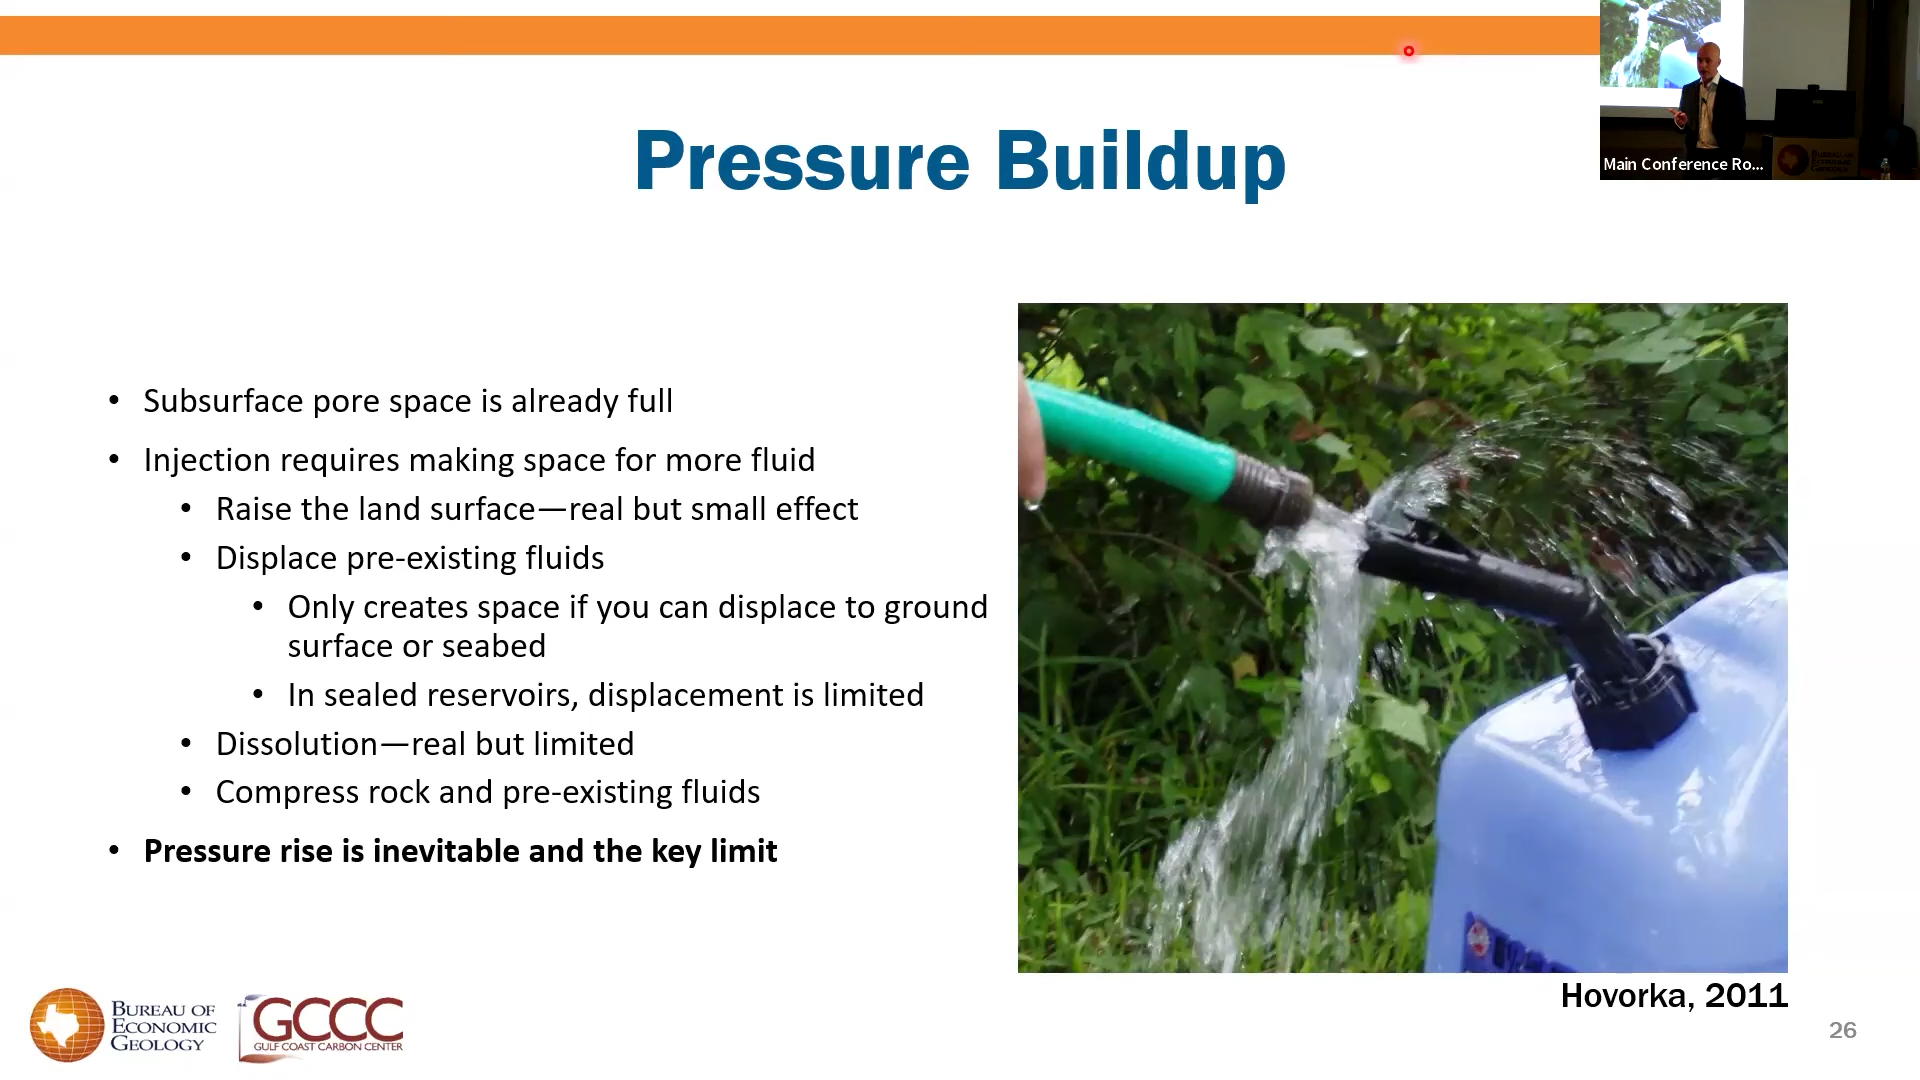 Main Conference Ro...
Pressure Buildup
• Subsurface pore space is already full
• Injection requires making space for more fluid
• Raise the land surface—real but small effect
• Displace pre-existing fluids
• Only creates space if you can displace to ground
surface or seabed
• In sealed reservoirs, displacement is limited
• Dissolution—real but limited
• Compress rock and pre-existing fluids
• Pressure rise is inevitable and the key limit
Hovorka, 2011
BUREAU OF
ECONOMIC
GEOLOGY
GCCC
GULF COAST CARBON CENTER
26